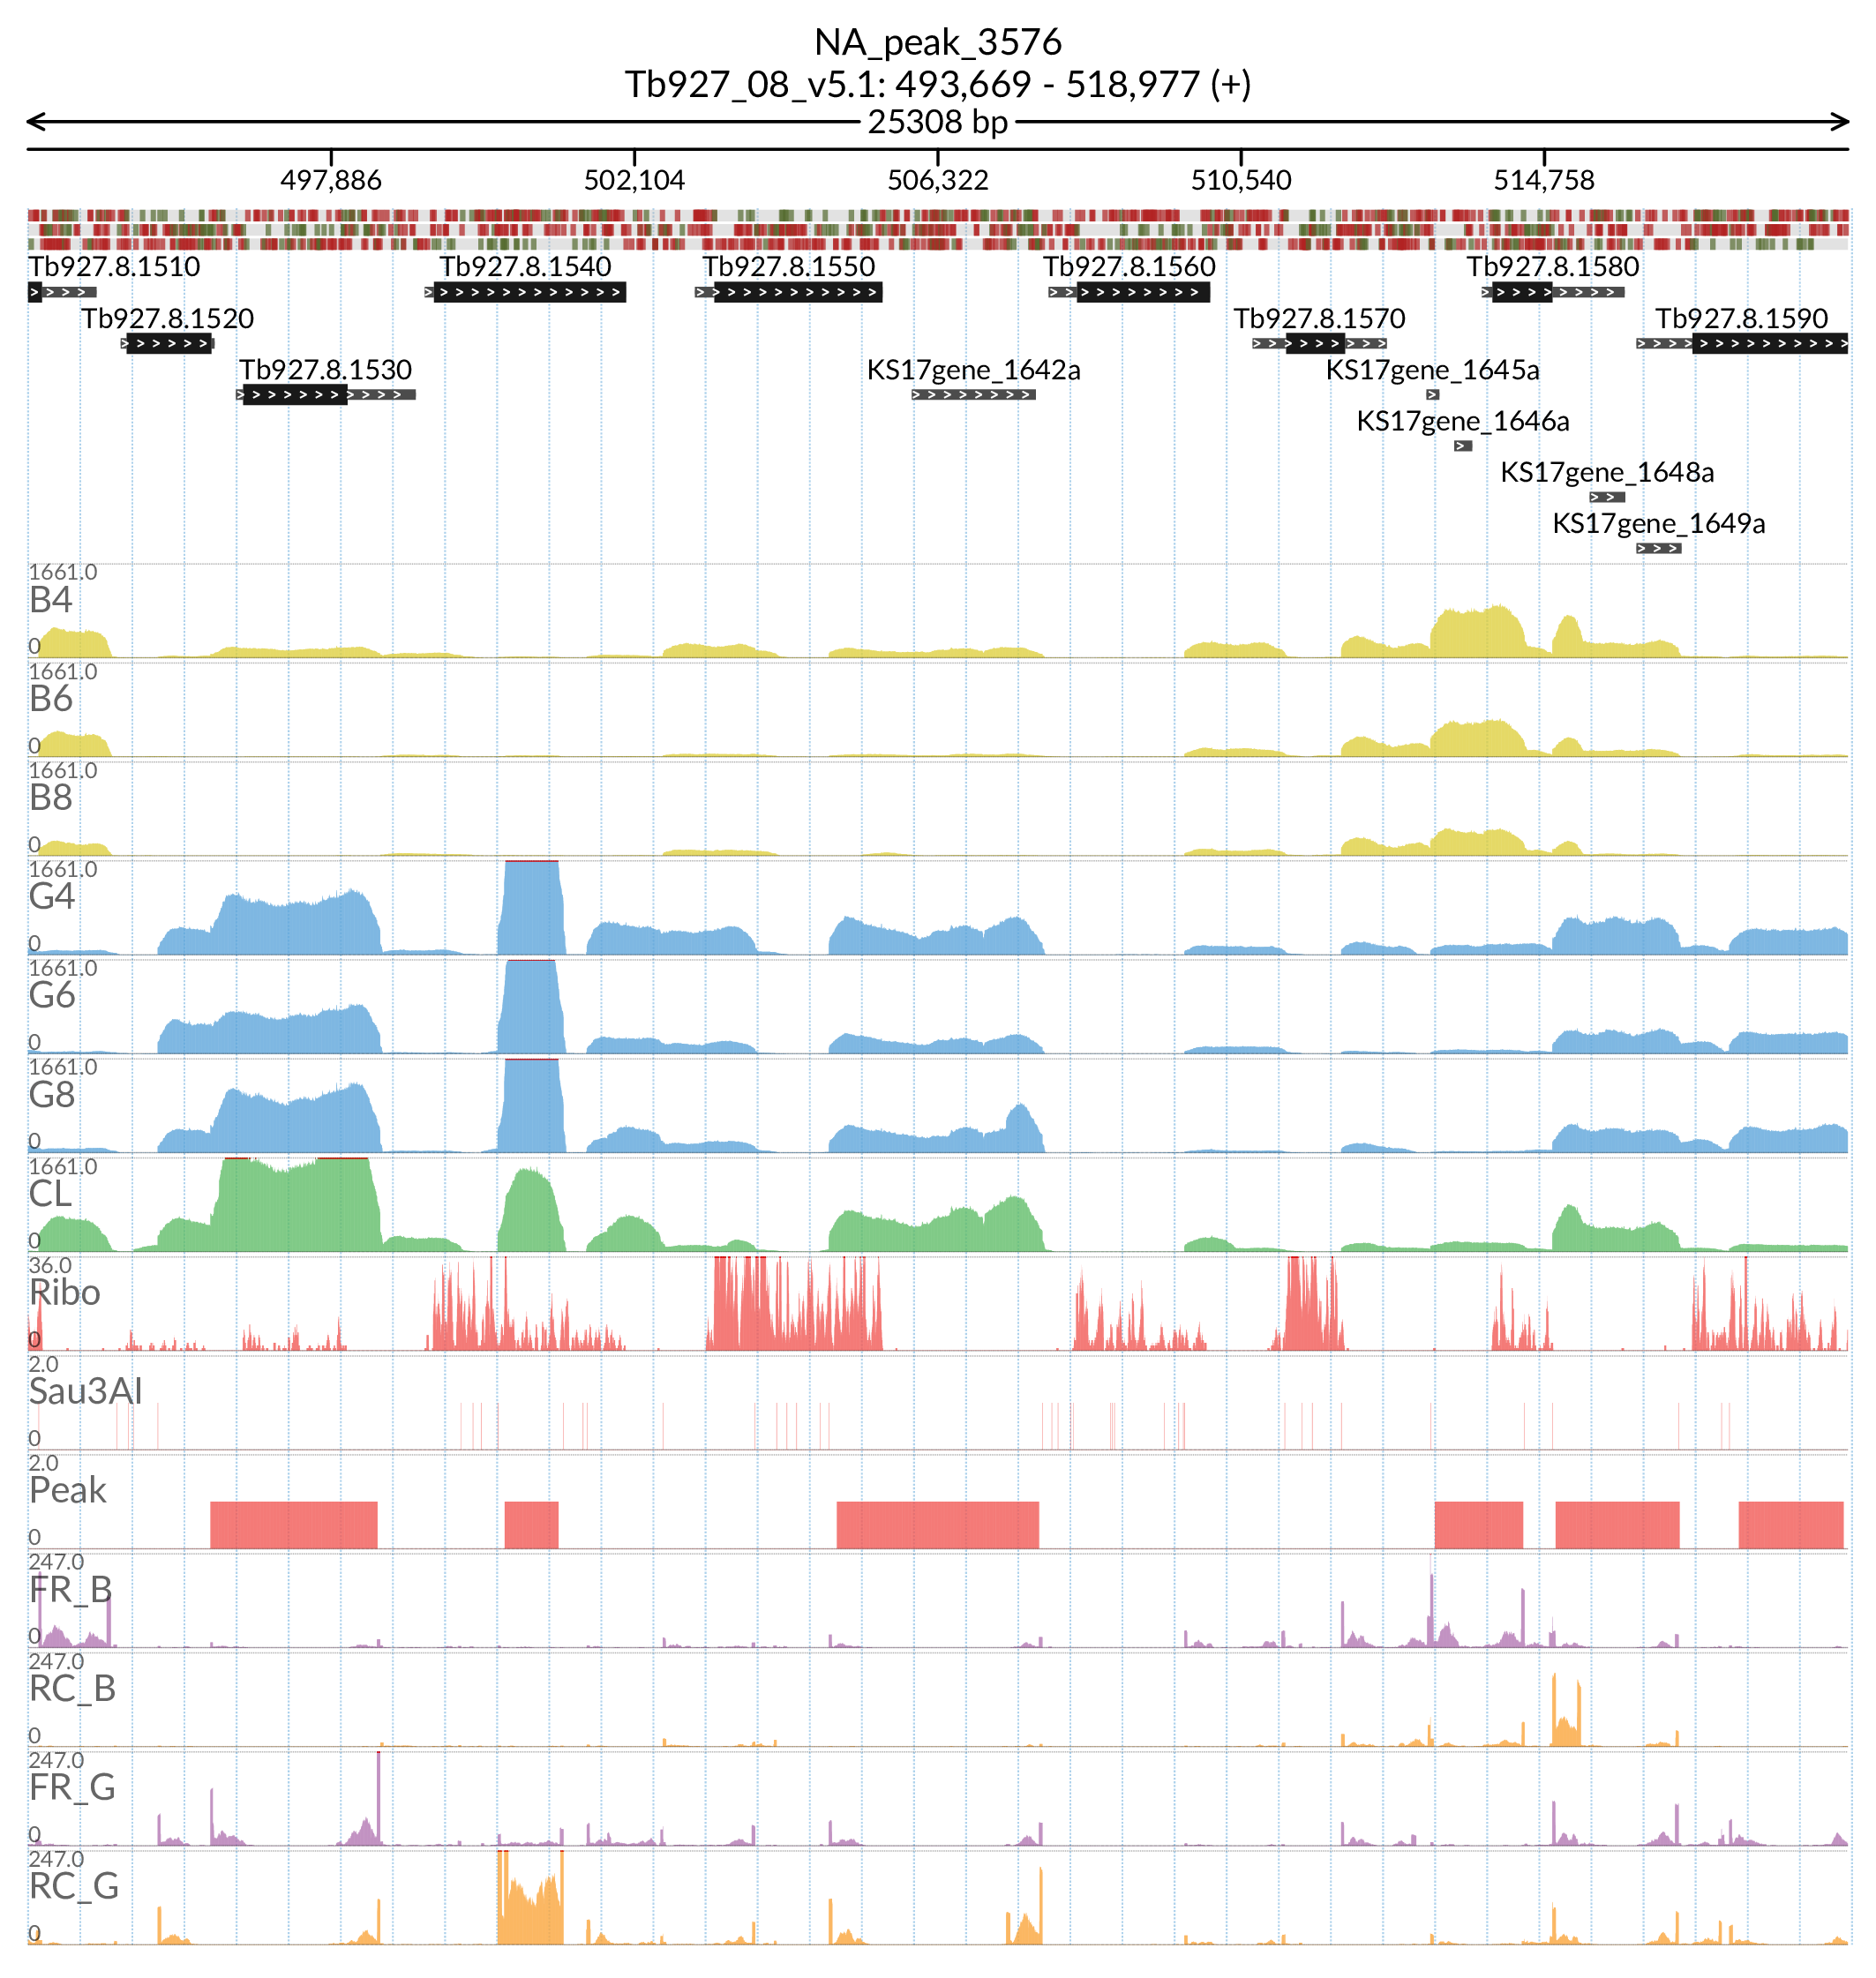 NA_peak_3576
Tb927_08_v5.1: 493,669 - 518,977 (+)
25308 bp
497,886 502,104 506,322 510,540 514,758
Tb927.8.1510 Tb927.8.1540 Tb927.8.1550 Tb927.8.1560 Tb927.8.1580
Tb927.8.1520 Tb927.8.1570 Tb927.8.1590
Tb927.8.1530 KS17gene_1642a KS17gene_1645a
KS17gene_1646a
KS17gene_1648a
KS17gene_1649a
1661.0
B4
0
1661.0
B6
0
1661.0
B8
0
1661.0
G4
0
1661.0
G6
0
1661.0
G8
0
1661.0
CL
0
36.0
Ribo
0
2.0
Sau3AI
0
2.0
Peak
0
247.0
FR_B
0
247.0
RC_B
0
247.0
FR_G
0
247.0
RC_G
0